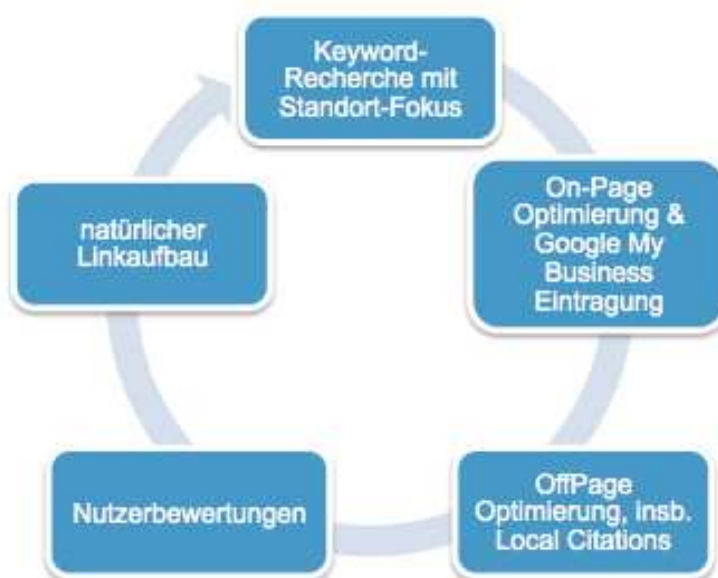 Keyword-
Recherche mit
Standort-Fokus
On-Page
Optimierung &
Google My
Business
Eintragung
OffPage
Optimierung, insb.
Local Citations
Nutzerbewertungen
natürlicher
Linkaufbau